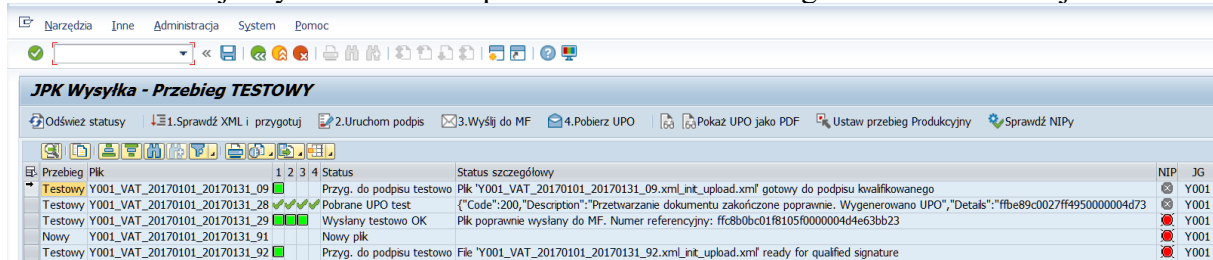 Narzędzia Inne Administracja System Pomoc
JPK Wysyłka - Przebieg TESTOWY
Odśwież statusy 1.Sprawdź XML i przygotuj 2.Uruchom podpis 3.Wyślij do MF 4.Pobierz UPO Pokaż UPO jako PDF Ustaw przebieg Produkcyjny Sprawdź NIPy
Przebieg Plik 1 2 3 4 Status Status szczegółowy NIP JG
Testowy Y001_VAT_20170101_20170131_09 Przyg. do podpisu testowo Plik 'Y001_VAT_20170101_20170131_09.xml_init_upload.xml' gotowy do podpisu kwalifikowanego Y001
Testowy Y001_VAT_20170101_20170131_28 Pobrane UPO test {"Code":200,"Description":"Przetwarzanie dokumentu zakończone poprawnie. Wygenerowano UPO","Details":"ffbe89c0027ff4950000004d73 Y001
Testowy Y001_VAT_20170101_20170131_29 Wysłany testowo OK Plik poprawnie wysłany do MF. Numer referencyjny: ffc8b0bc01f8105f0000004d4e63bb23 Y001
Nowy Y001_VAT_20170101_20170131_91 Nowy plik Y001
Testowy Y001_VAT_20170101_20170131_92 Przyg. do podpisu testowo File 'Y001_VAT_20170101_20170131_92.xml_init_upload.xml' ready for qualified signature Y001